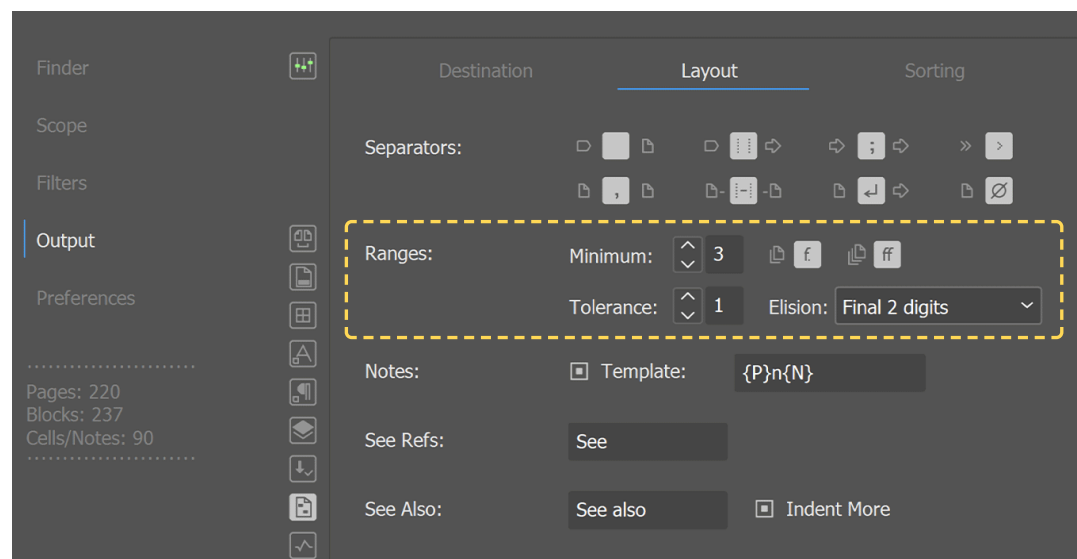 Finder
Destination
Layout
Sorting
Scope
Separators:
;
>
Filters
,
-
-
-
Ø
Output
Ranges:
Minimum:
3
f.
ff
Tolerance:
1
Elision:
Final 2 digits
Preferences
Notes:
Template:
{P}n{N}
Pages: 220
Blocks: 237
Cells/Notes: 90
See Refs:
See
See Also:
See also
Indent More